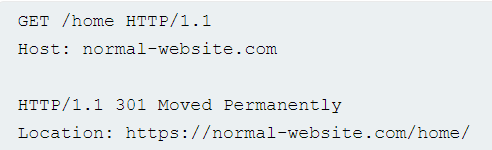 GET /home HTTP/1.1
Host: normal-website.com
HTTP/1.1 301 Moved Permanently
Location: https://normal-website.com/home/